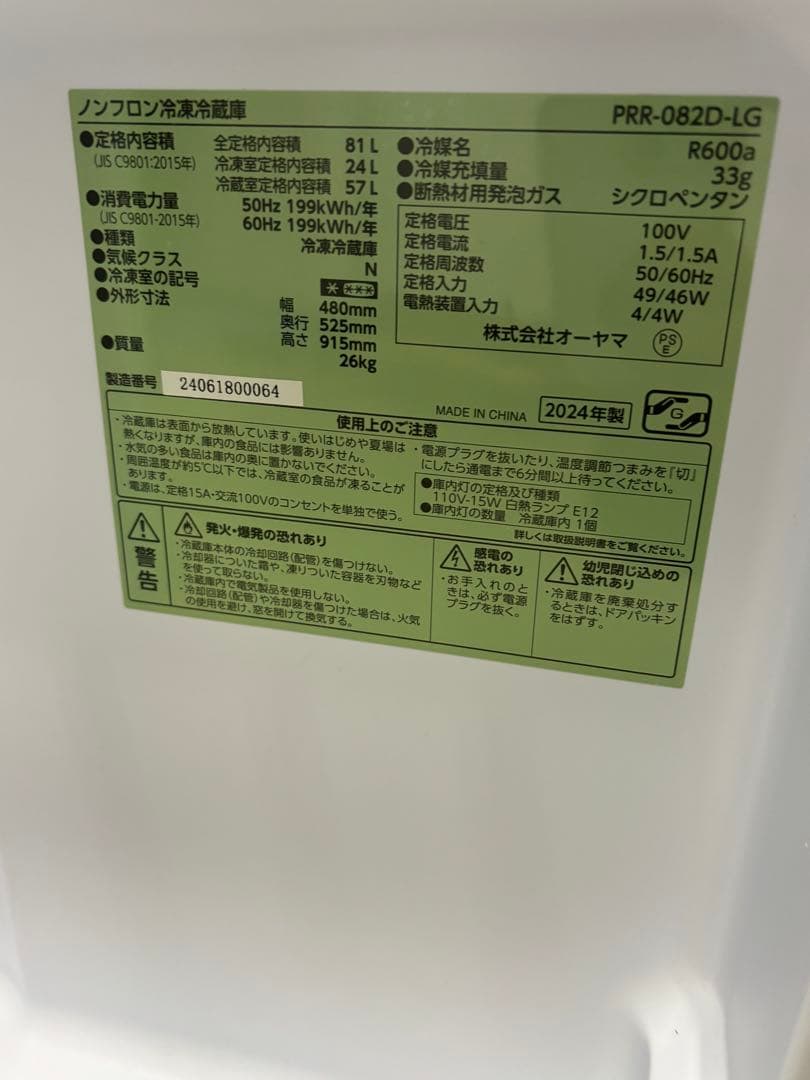 ノンフロン冷凍冷蔵庫
PRR-082D-LG
●定格内容積
(JIS C9801:2015年)
全定格内容積 81 L
冷凍室定格内容積 24 L
冷蔵室定格内容積 57 L
●消費電力量
(JIS C9801-2015年)
50Hz 199kWh/年
60Hz 199kWh/年
●種類 冷凍冷蔵庫
●気候クラス N
●冷凍室の記号
●外形寸法
幅 480mm
奥行 525mm
高さ 915mm
●質量 26kg
●冷媒名 R600a
●冷媒充填量 33g
●断熱材用発泡ガス シクロペンタン
定格電圧 100V
定格電流 1.5/1.5A
定格周波数 50/60Hz
定格入力 49/46W
電熱装置入力 4/4W
株式会社オーヤマ
PS
E
製造番号 24061800064
MADE IN CHINA
2024年製
G
使用上のご注意
・冷蔵庫は表面から放熱しています。使いはじめや夏場は
熱くなりますが、庫内の食品には影響ありません。
・水気の多い食品は庫内の奥に置かないでください。
・周囲温度が約5℃以下では、冷蔵室の食品が凍ることが
あります。
・電源は、定格15A・交流100Vのコンセントを単独で使う。
・電源プラグを抜いたり、温度調節つまみを「切」
にしたら通電まで6分間以上待ってください。
●庫内灯の定格及び種類
110V-15W 白熱ランプ E12
●庫内灯の数量 冷蔵庫内 1個
詳しくは取扱説明書をご覧ください。
警告
発火・爆発の恐れあり
・冷蔵庫本体の冷却回路(配管)を傷つけない。
・冷却器についた霜や、凍りついた容器を刃物など
を使って取らない。
・冷蔵庫内で電気製品を使用しない。
・冷却回路(配管)や冷却器を傷つけた場合は、火気
の使用を避け、窓を開けて換気する。
感電の
恐れあり
・お手入れのと
きは、必ず電源
プラグを抜く。
幼児閉じ込めの
恐れあり
・冷蔵庫を廃棄処分す
るときは、ドアパッキン
をはずす。